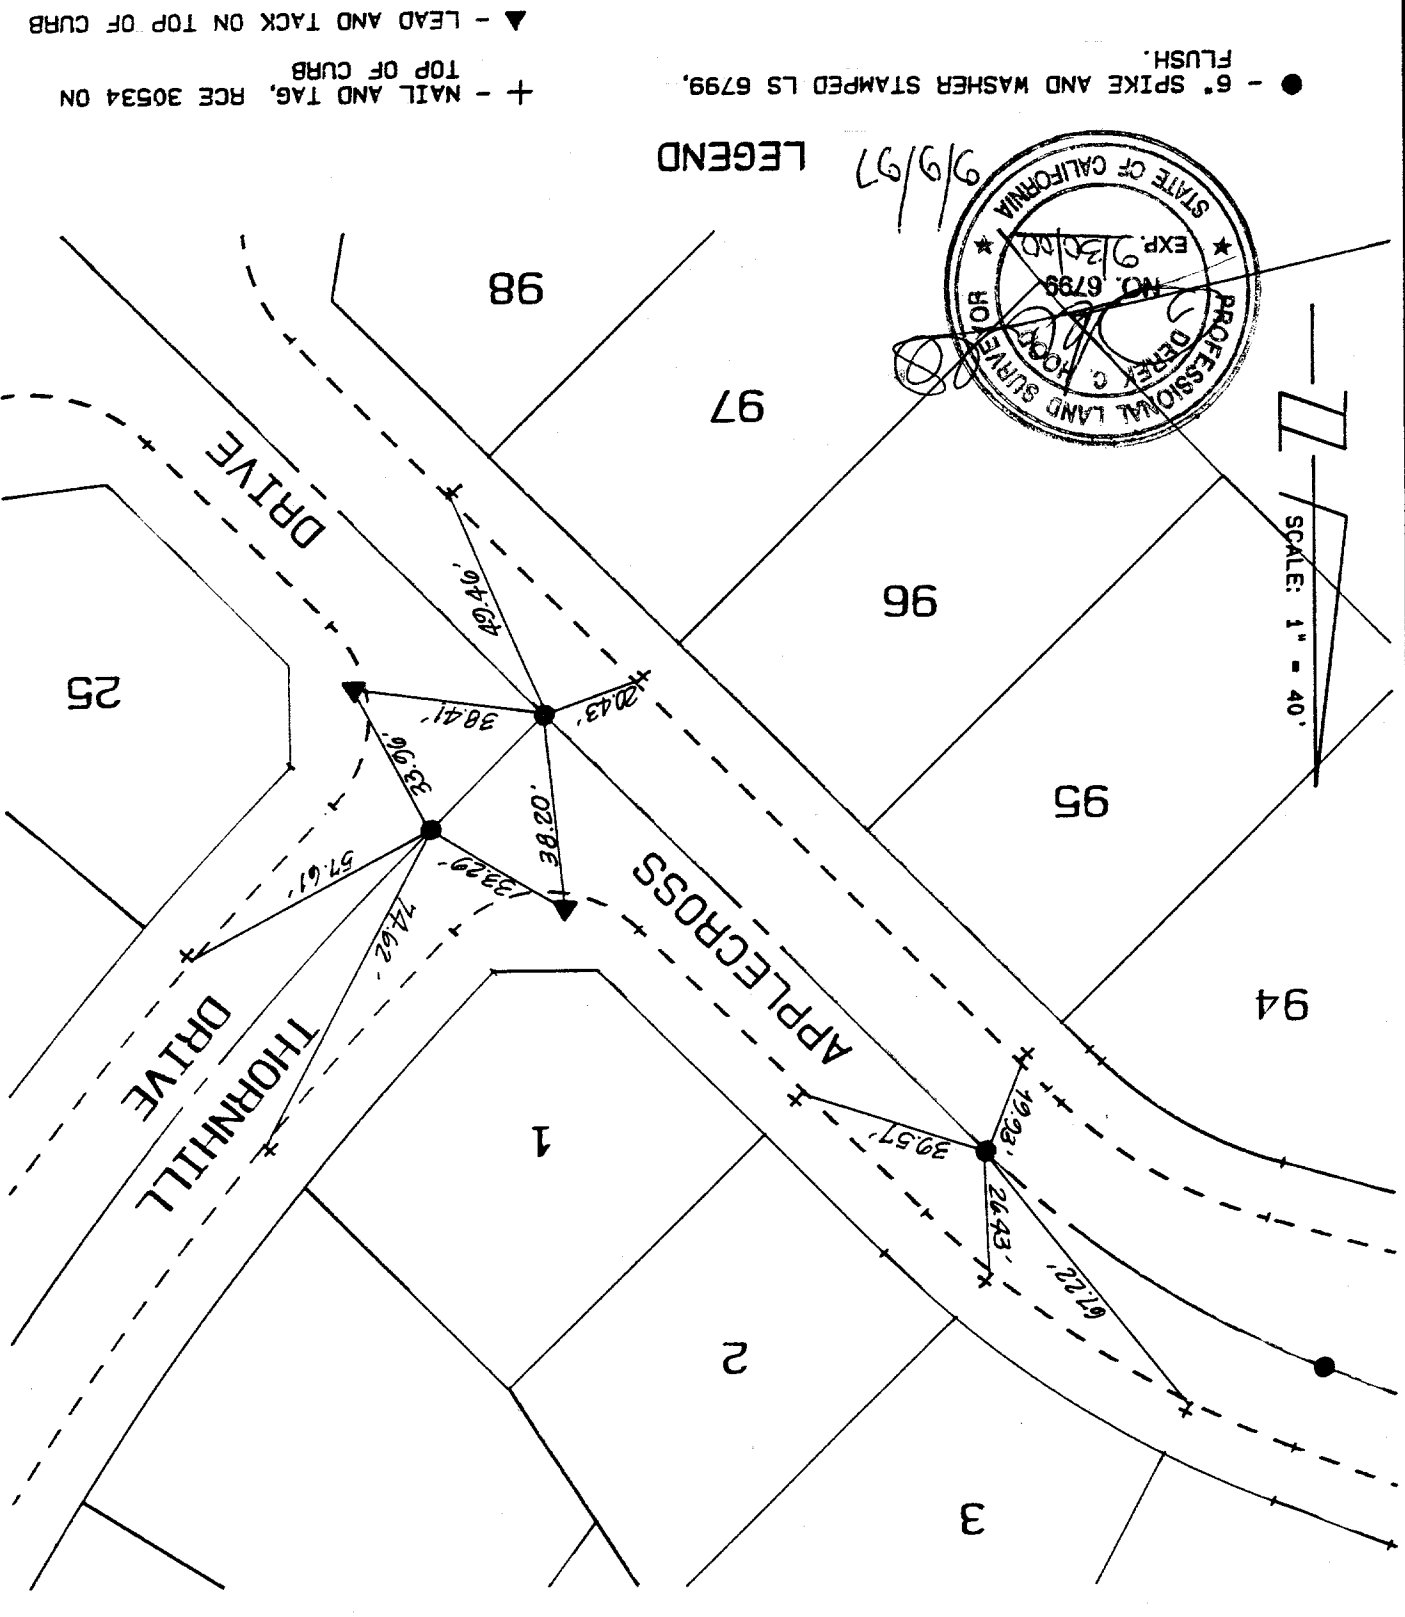 3
2
1
67.22'
26.43'
39.57'
19.93'
94
THORNHILL
DRIVE
APPLECROSS
DRIVE
74.62'
57.61'
33.29'
38.20'
33.96'
38.41'
20.43'
49.46'
95
25
96
97
98
SCALE: 1" = 40'
PROFESSIONAL LAND SURVEYOR
DEREK C. HOOD
NO. 6799
EXP. 9/30/00
STATE OF CALIFORNIA
9/9/97
LEGEND
● - 6" SPIKE AND WASHER STAMPED LS 6799,
FLUSH.
+ - NAIL AND TAG, RCE 30534 ON
TOP OF CURB
▲ - LEAD AND TACK ON TOP OF CURB